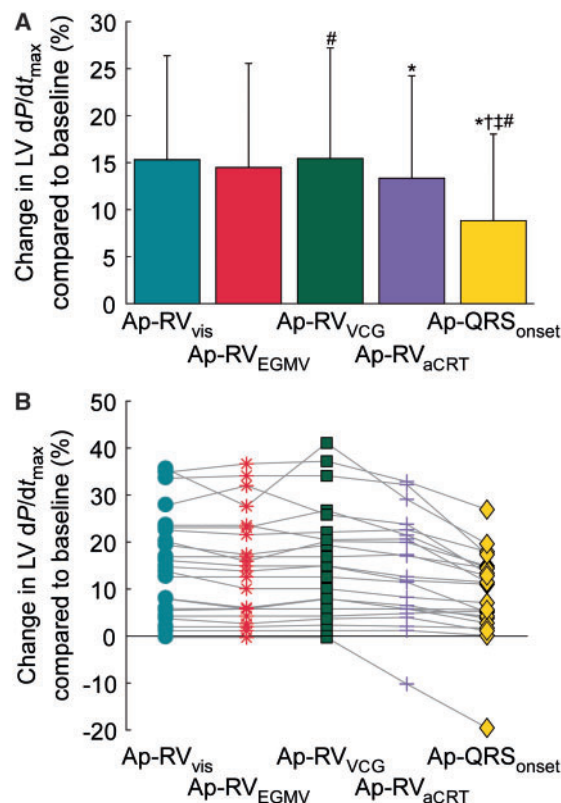 A
Change in LV dP/dtmax
compared to baseline (%)
30
25
20
15
10
5
0
#
*
*†‡#
Ap-RVvis
Ap-RVVCG
Ap-QRSonset
Ap-RVEGMV
Ap-RVaCRT
B
Change in LV dP/dtmax
compared to baseline (%)
50
40
30
20
10
0
-10
-20
Ap-RVvis
Ap-RVVCG
Ap-QRSonset
Ap-RVEGMV
Ap-RVaCRT